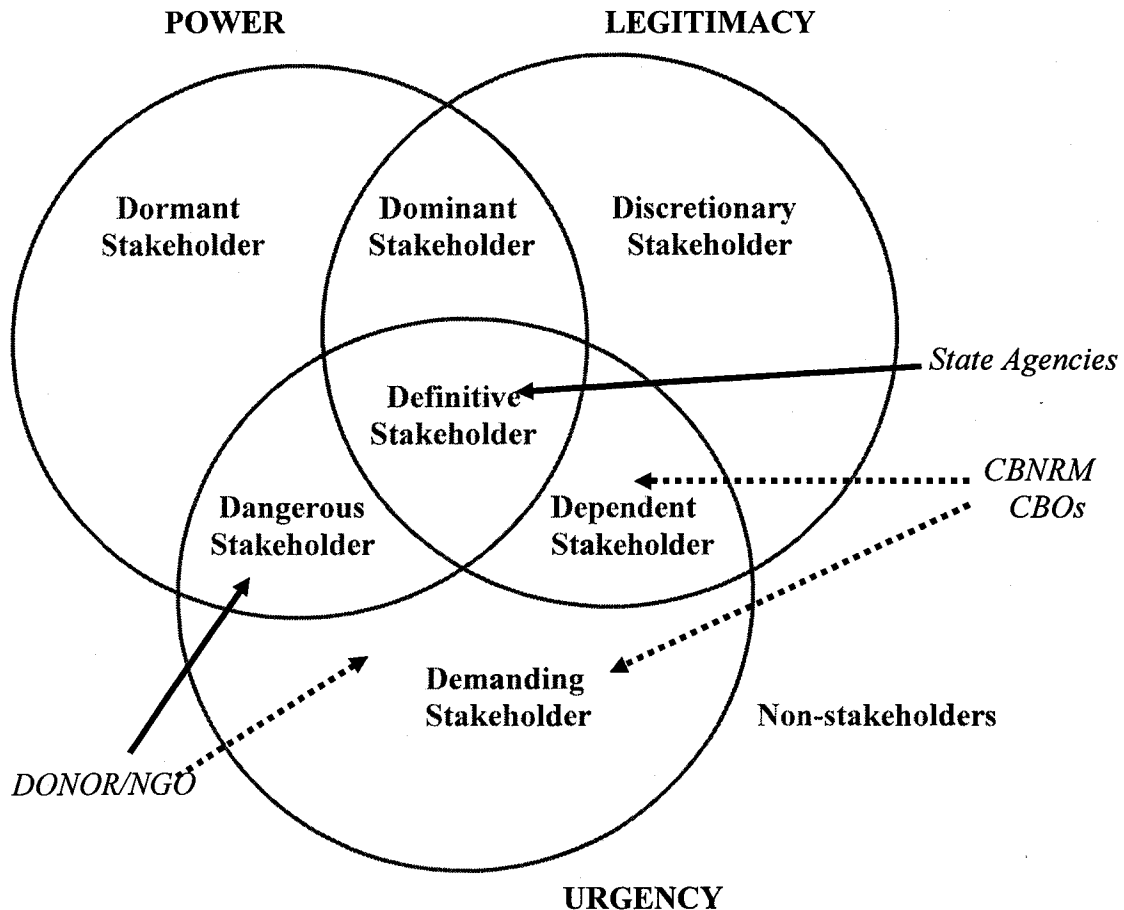 POWER
LEGITIMACY
Dormant
Stakeholder
Dominant
Stakeholder
Discretionary
Stakeholder
State Agencies
Definitive
Stakeholder
CBNRM
CBOs
Dangerous
Stakeholder
Dependent
Stakeholder
Demanding
Stakeholder
Non-stakeholders
DONOR/NGO
URGENCY